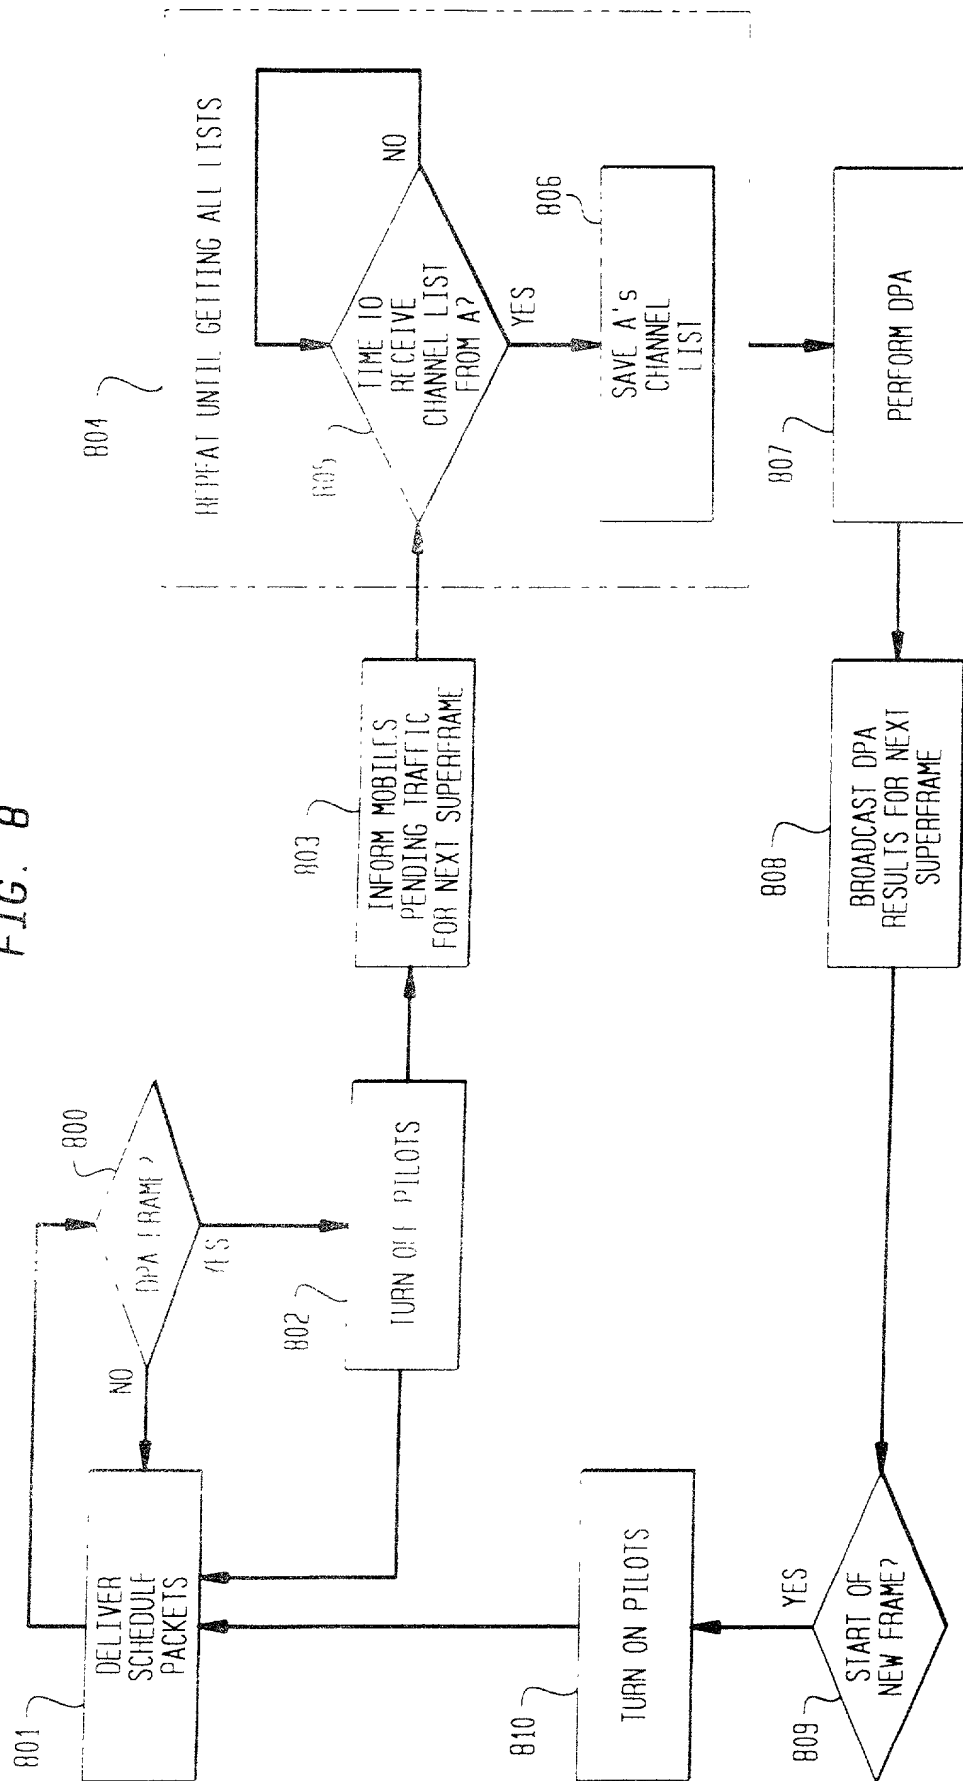 FIG. 8
801
DELIVER
SCHEDULE
PACKETS
NO
DPA FRAME?
800
YES
802
TURN OFF PILOTS
803
INFORM MOBILES
PENDING TRAFFIC
FOR NEXT SUPERFRAME
804
REPEAT UNTIL GETTING ALL LISTS
805
TIME TO
RECEIVE
CHANNEL LIST
FROM A?
NO
YES
806
SAVE A's
CHANNEL
LIST
807
PERFORM DPA
808
BROADCAST DPA
RESULTS FOR NEXT
SUPERFRAME
809
START OF
NEW FRAME?
YES
810
TURN ON PILOTS